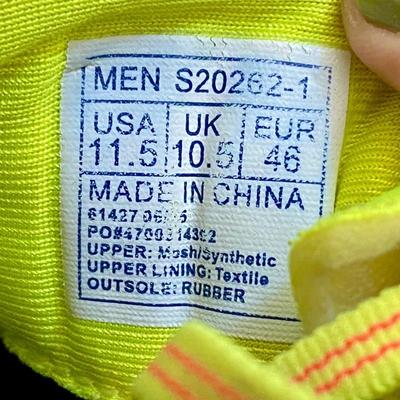 MEN S20262-1
USA UK EUR
11.5 10.5 46
MADE IN CHINA
61427
UPPER: Mesh/Synthetic
UPPER LINING: Textile
OUTSOLE: RUBBER